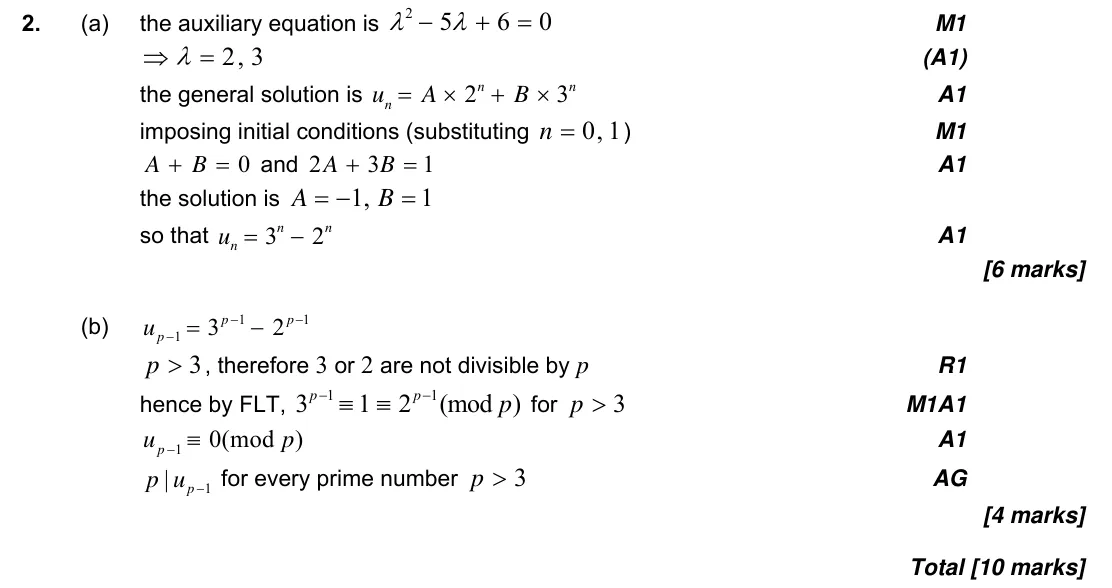 2. (a) the auxiliary equation is λ² − 5λ + 6 = 0 M1
⇒ λ = 2, 3 (A1)
the general solution is uₙ = A × 2ⁿ + B × 3ⁿ A1
imposing initial conditions (substituting n = 0, 1) M1
A + B = 0 and 2A + 3B = 1 A1
the solution is A = −1, B = 1
so that uₙ = 3ⁿ − 2ⁿ A1
[6 marks]
(b) uₚ₋₁ = 3ᵖ⁻¹ − 2ᵖ⁻¹
p > 3, therefore 3 or 2 are not divisible by p R1
hence by FLT, 3ᵖ⁻¹ ≡ 1 ≡ 2ᵖ⁻¹(mod p) for p > 3 M1A1
uₚ₋₁ ≡ 0(mod p) A1
p | uₚ₋₁ for every prime number p > 3 AG
[4 marks]
Total [10 marks]